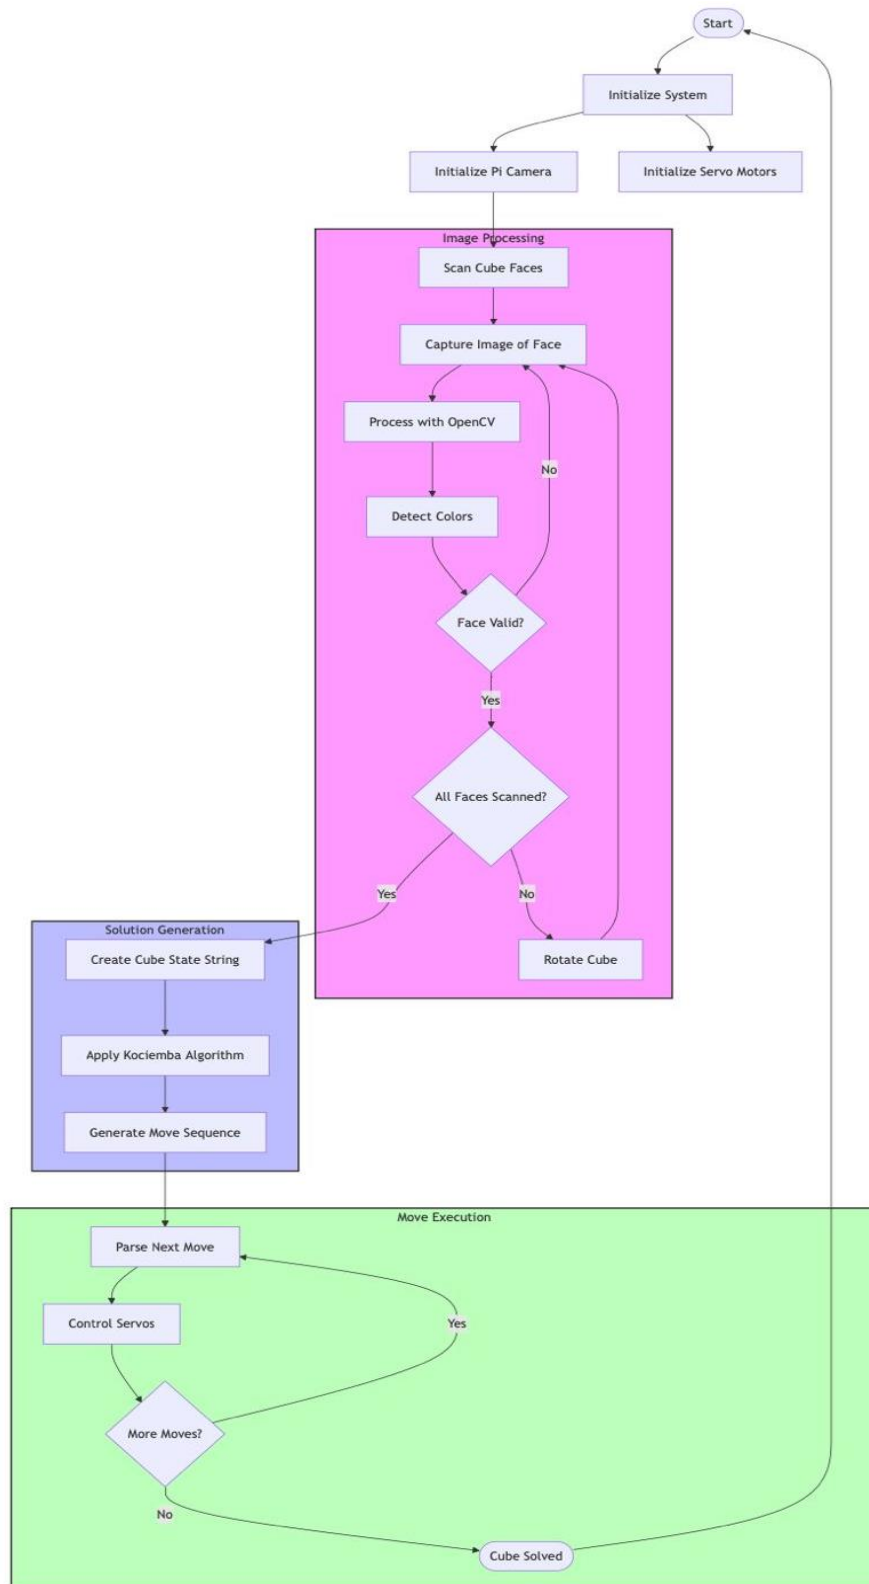 Start
Initialize System
Initialize Pi Camera
Initialize Servo Motors
Image Processing
Scan Cube Faces
Capture Image of Face
Process with OpenCV
No
Detect Colors
Face Valid?
Yes
All Faces Scanned?
Yes
No
Solution Generation
Create Cube State String
Rotate Cube
Apply Kociemba Algorithm
Generate Move Sequence
Move Execution
Parse Next Move
Control Servos
Yes
More Moves?
No
Cube Solved